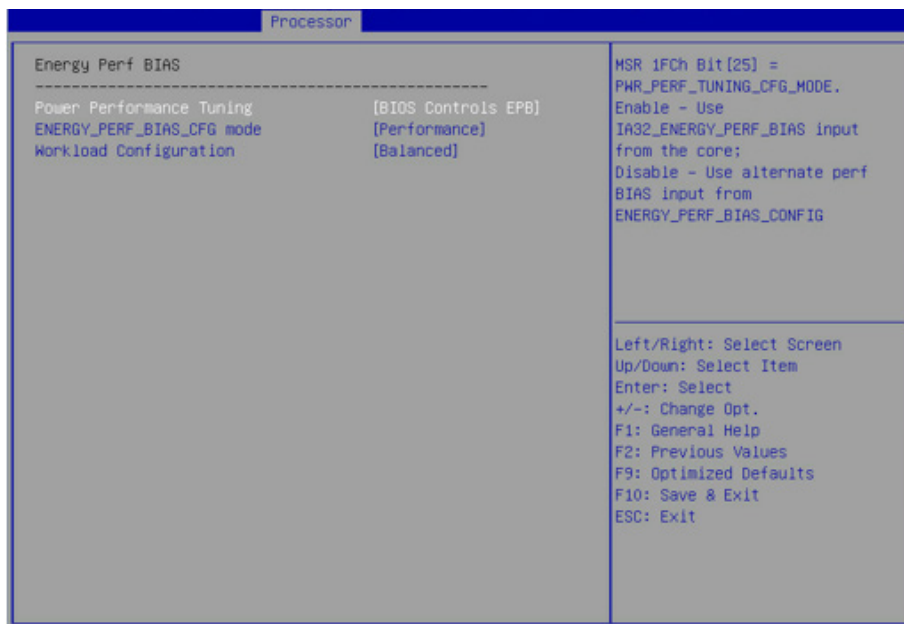 Processor
Energy Perf BIAS
--------------------------------------------------
Power Performance Tuning [BIOS Controls EPB]
ENERGY_PERF_BIAS_CFG mode [Performance]
Workload Configuration [Balanced]
MSR 1FCh Bit[25] =
PWR_PERF_TUNING_CFG_MODE.
Enable - Use
IA32_ENERGY_PERF_BIAS input
from the core;
Disable - Use alternate perf
BIAS input from
ENERGY_PERF_BIAS_CONFIG
Left/Right: Select Screen
Up/Down: Select Item
Enter: Select
+/-: Change Opt.
F1: General Help
F2: Previous Values
F9: Optimized Defaults
F10: Save & Exit
ESC: Exit